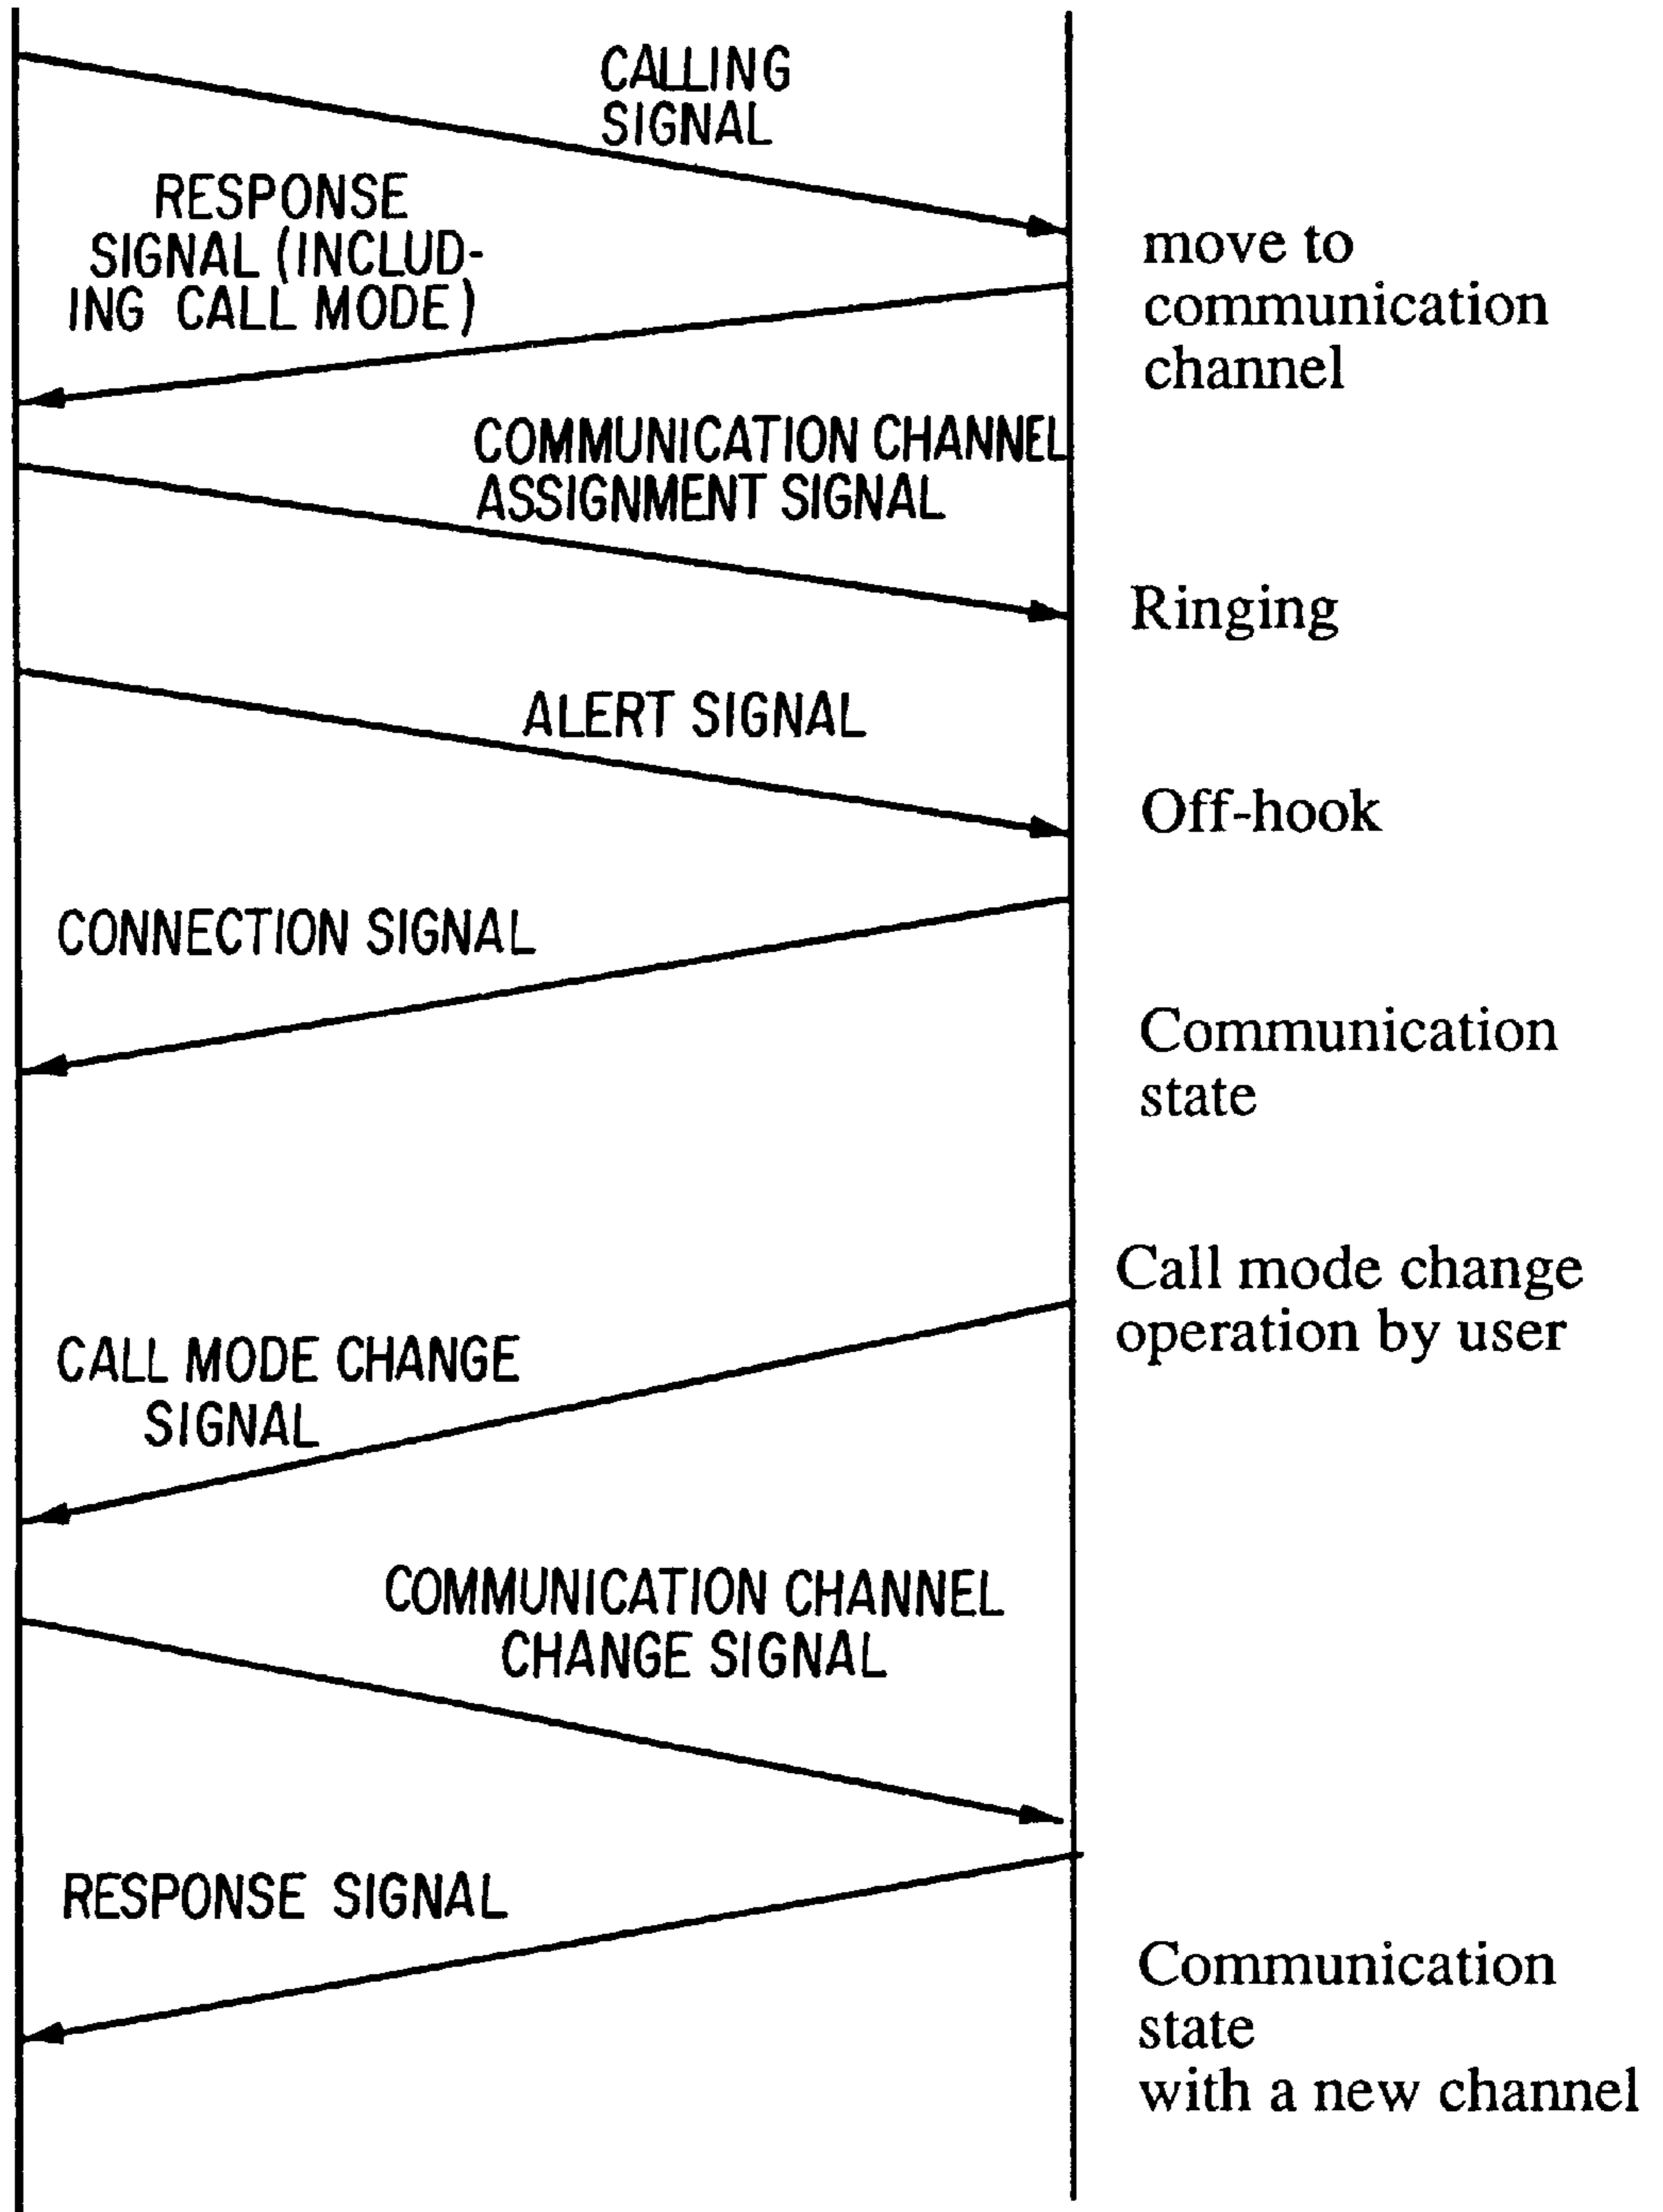 CALLING
SIGNAL
RESPONSE
SIGNAL (INCLUD-
ING CALL MODE)
move to
communication
channel
COMMUNICATION CHANNEL
ASSIGNMENT SIGNAL
Ringing
ALERT SIGNAL
Off-hook
CONNECTION SIGNAL
Communication
state
Call mode change
operation by user
CALL MODE CHANGE
SIGNAL
COMMUNICATION CHANNEL
CHANGE SIGNAL
RESPONSE SIGNAL
Communication
state
with a new channel